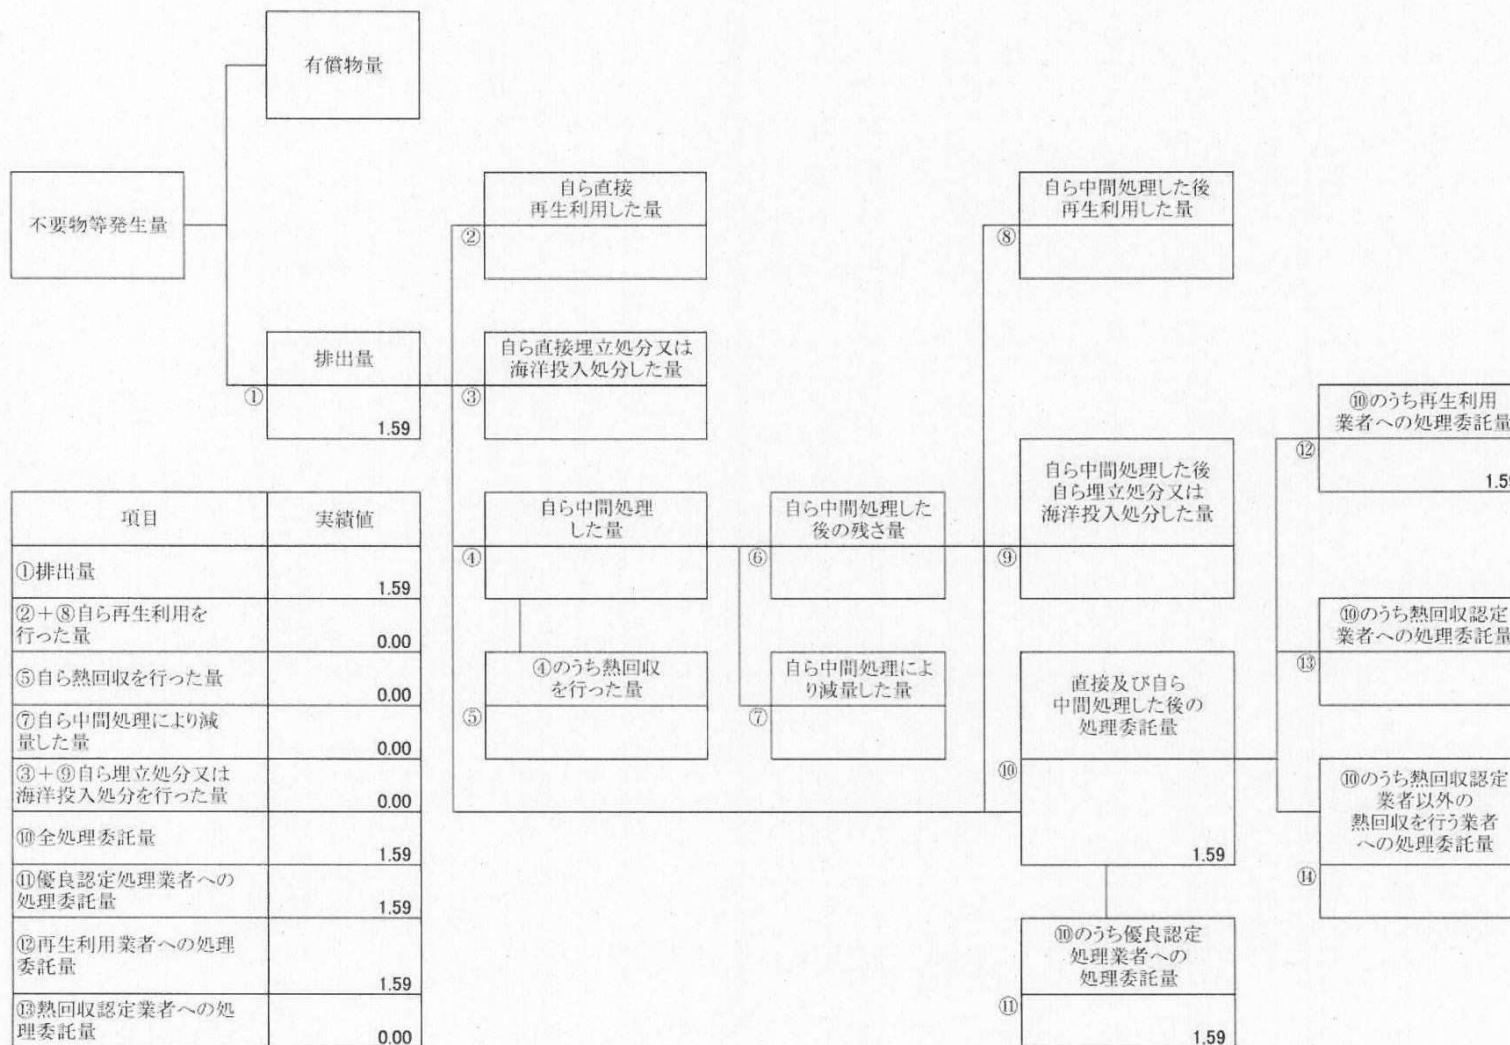 有償物量
不要物等発生量
自ら直接
再生利用した量
②
自ら中間処理した後
再生利用した量
⑧
排出量
①
1.59
自ら直接埋立処分又は
海洋投入処分した量
③
⑩のうち再生利用
業者への処理委託量
⑫
自ら中間処理
した量
④
自ら中間処理した
後の残さ量
⑥
自ら中間処理した後
自ら埋立処分又は
海洋投入処分した量
⑨
④のうち熱回収
を行った量
⑤
自ら中間処理によ
り減量した量
⑦
直接及び自ら
中間処理した後の
処理委託量
⑩
1.59
⑩のうち熱回収認定
業者への処理委託量
⑬
⑩のうち熱回収認定
業者以外の
熱回収を行う業者
への処理委託量
⑭
⑩のうち優良認定
処理業者への
処理委託量
⑪
1.59
項目 実績値
①排出量 1.59
②+⑧自ら再生利用を
行った量 0.00
⑤自ら熱回収を行った量 0.00
⑦自ら中間処理により減
量した量 0.00
③+⑨自ら埋立処分又は
海洋投入処分を行った量 0.00
⑩全処理委託量 1.59
⑪優良認定処理業者への
処理委託量 1.59
⑫再生利用業者への処理
委託量 1.59
⑬熱回収認定業者への処
理委託量 0.00